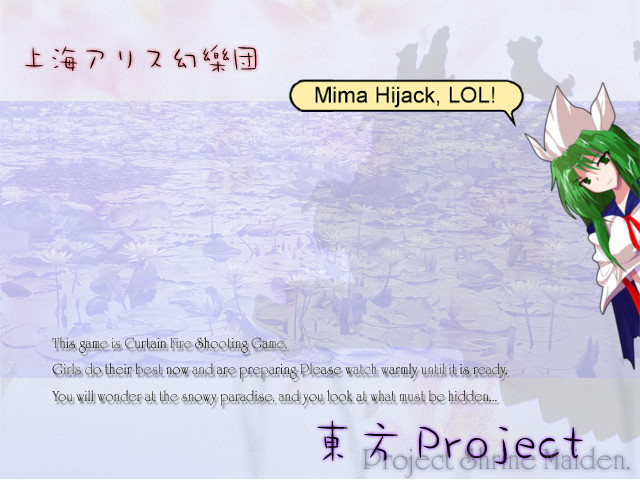 上海アリス幻樂団
Mima Hijack, LOL!
This game is Curtain Fire Shooting Game.
Girls do their best now and are preparing Please watch warmly until it is ready.
You will wonder at the snowy paradise, and you look at what must be hidden...
東方Project
Project Shrine Maiden.